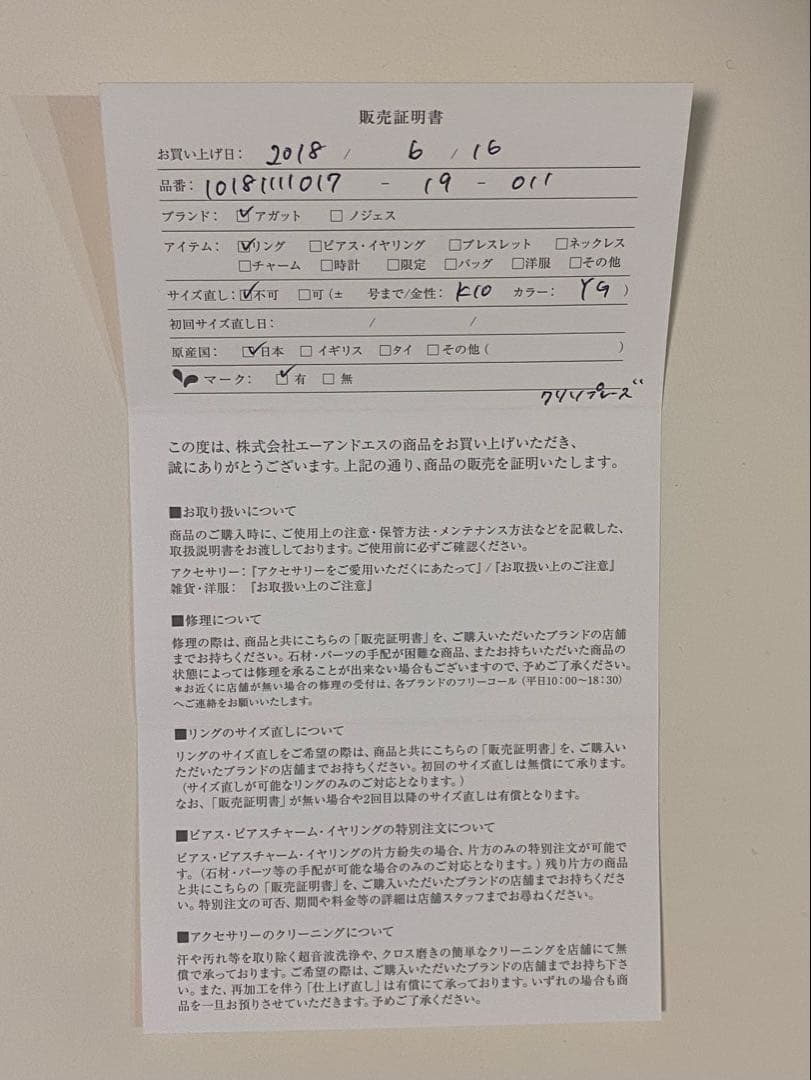 販売証明書
お買い上げ日: 2018 / 6 / 16
品番: 10181111017 - 19 - 011
ブランド: ☑アガット □ノジェス
アイテム: ☑リング □ピアス・イヤリング □ブレスレット □ネックレス
□チャーム □時計 □限定 □バッグ □洋服 □その他
サイズ直し: ☑不可 □可(± 号まで/金性: K10 カラー: YG )
初回サイズ直し日: / /
原産国: ☑日本 □イギリス □タイ □その他( )
マーク: ☑有 □無
この度は、株式会社エーアンドエスの商品をお買い上げいただき、
誠にありがとうございます。上記の通り、商品の販売を証明いたします。
■お取り扱いについて
商品のご購入時に、ご使用上の注意・保管方法・メンテナンス方法などを記載した、
取扱説明書をお渡ししております。ご使用前に必ずご確認ください。
アクセサリー:『アクセサリーをご愛用いただくにあたって』/『お取扱い上のご注意』
雑貨・洋服: 『お取扱い上のご注意』
■修理について
修理の際は、商品と共にこちらの「販売証明書」を、ご購入いただいたブランドの店舗
までお持ちください。石材・パーツの手配が困難な商品、またお持ちいただいた商品の
状態によっては修理を承ることが出来ない場合もございますので、予めご了承ください。
*お近くに店舗が無い場合の修理の受付は、各ブランドのフリーコール(平日10:00〜18:30)
へご連絡をお願いいたします。
■リングのサイズ直しについて
リングのサイズ直しをご希望の際は、商品と共にこちらの「販売証明書」を、ご購入い
ただいたブランドの店舗までお持ちください。初回のサイズ直しは無償にて承ります。
(サイズ直しが可能なリングのみのご対応となります。)
なお、「販売証明書」が無い場合や2回目以降のサイズ直しは有償となります。
■ピアス・ピアスチャーム・イヤリングの特別注文について
ピアス・ピアスチャーム・イヤリングの片方紛失の場合、片方のみの特別注文が可能で
す。(石材・パーツ等の手配が可能な場合のみのご対応となります。)残り片方の商品
と共にこちらの「販売証明書」を、ご購入いただいたブランドの店舗までお持ちくださ
い。特別注文の可否、期間や料金等の詳細は店舗スタッフまでお尋ねください。
■アクセサリーのクリーニングについて
汗や汚れ等を取り除く超音波洗浄や、クロス磨きの簡単なクリーニングを店舗にて無
償で承っております。ご希望の際は、ご購入いただいたブランドの店舗までお持ち下さ
い。また、再加工を伴う「仕上げ直し」は有償にて承っております。いずれの場合も商
品を一旦お預りさせていただきます。予めご了承ください。